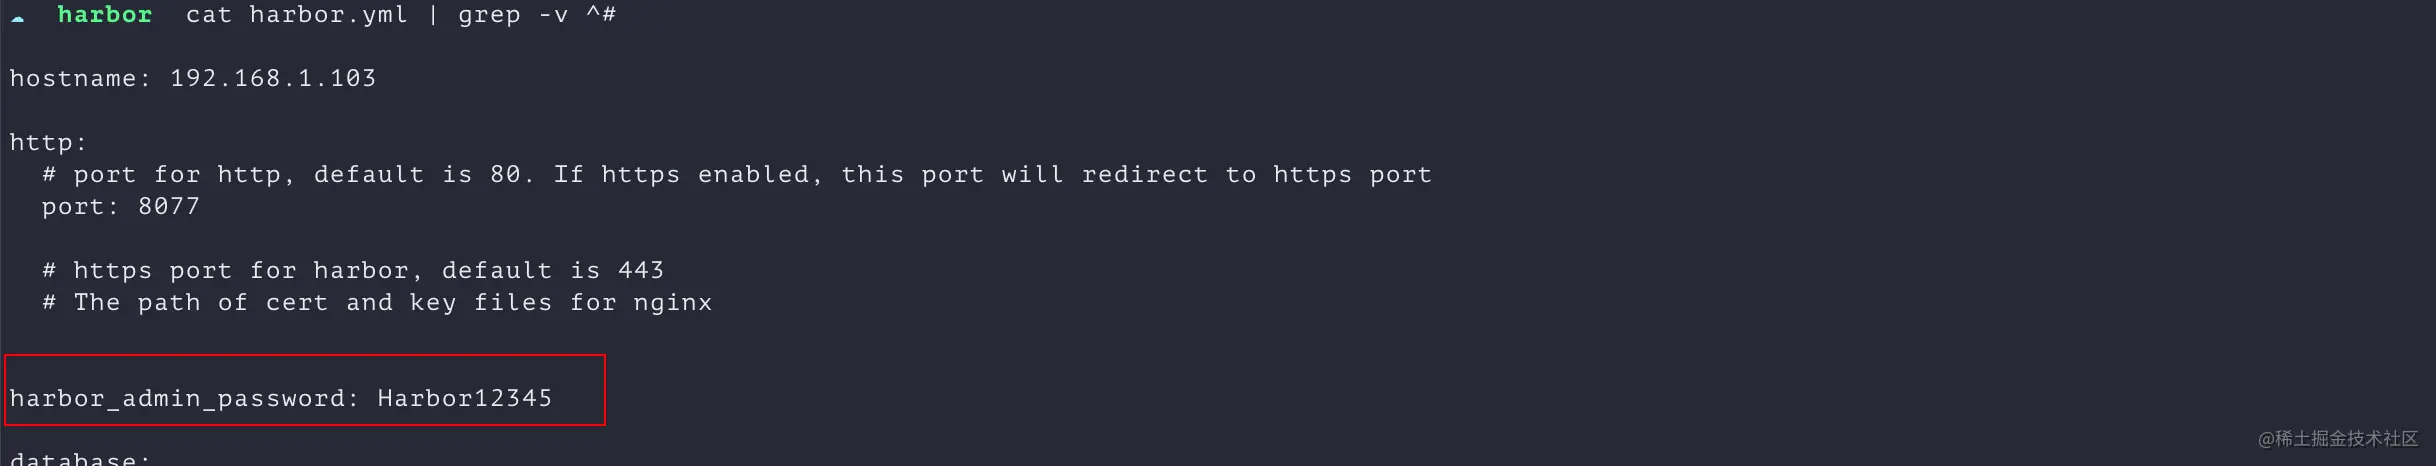 harbor cat harbor.yml | grep -v ^#
hostname: 192.168.1.103
http:
# port for http, default is 80. If https enabled, this port will redirect to https port
port: 8077
# https port for harbor, default is 443
# The path of cert and key files for nginx
harbor_admin_password: Harbor12345
database:
@稀土掘金技术社区